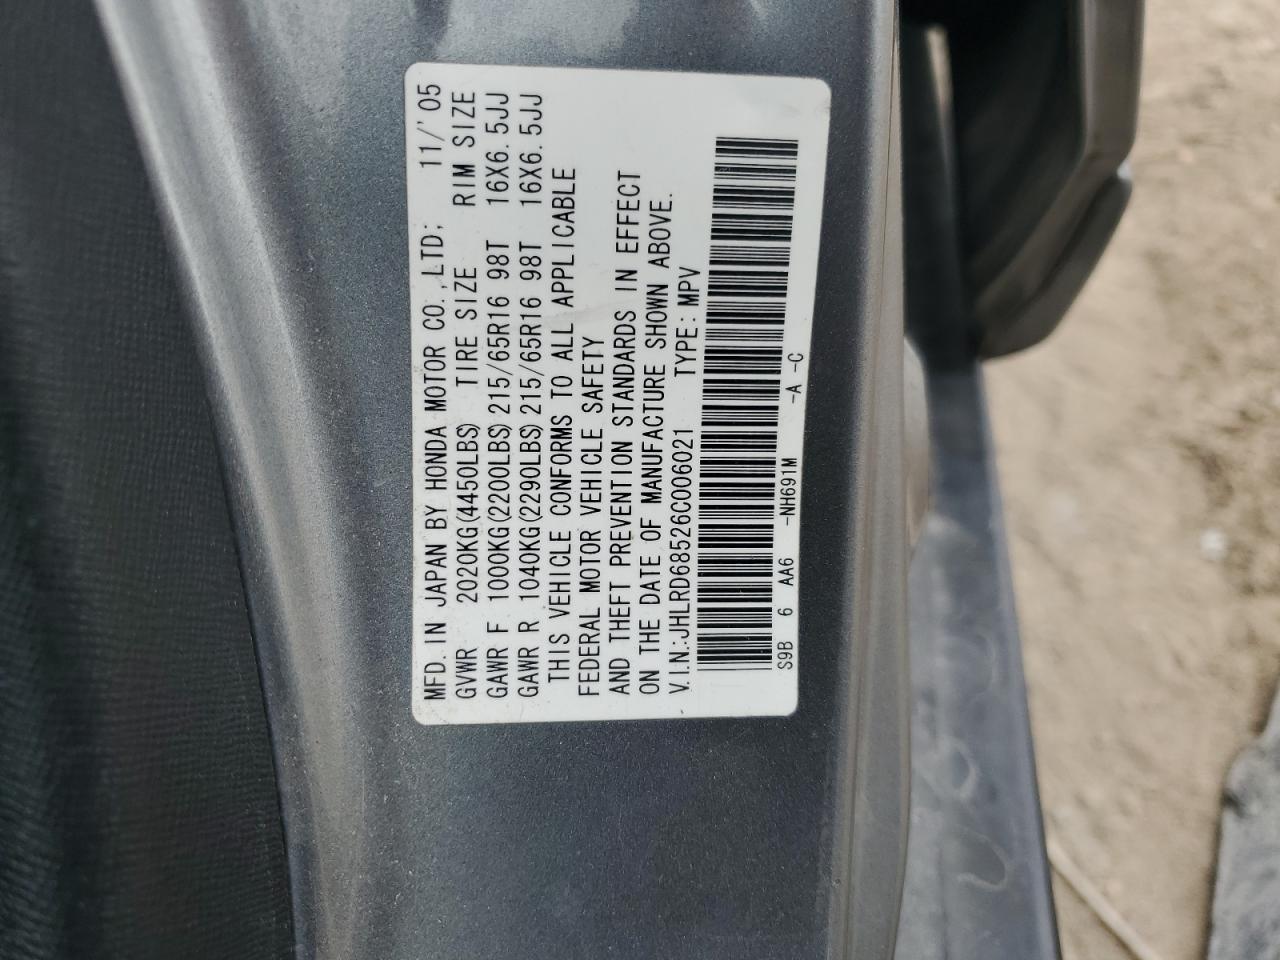 MFD. IN JAPAN BY HONDA MOTOR CO.,LTD; 11/'05
GVWR 2020KG(4450LBS) TIRE SIZE RIM SIZE
GAWR F 1000KG(2200LBS)215/65R16 98T 16X6.5JJ
GAWR R 1040KG(2290LBS)215/65R16 98T 16X6.5JJ
THIS VEHICLE CONFORMS TO ALL APPLICABLE
FEDERAL MOTOR VEHICLE SAFETY
AND THEFT PREVENTION STANDARDS IN EFFECT
ON THE DATE OF MANUFACTURE SHOWN ABOVE.
V.I.N.:JHLRD68526C006021 TYPE: MPV
S9B 6 AA6 -NH691M -A -C